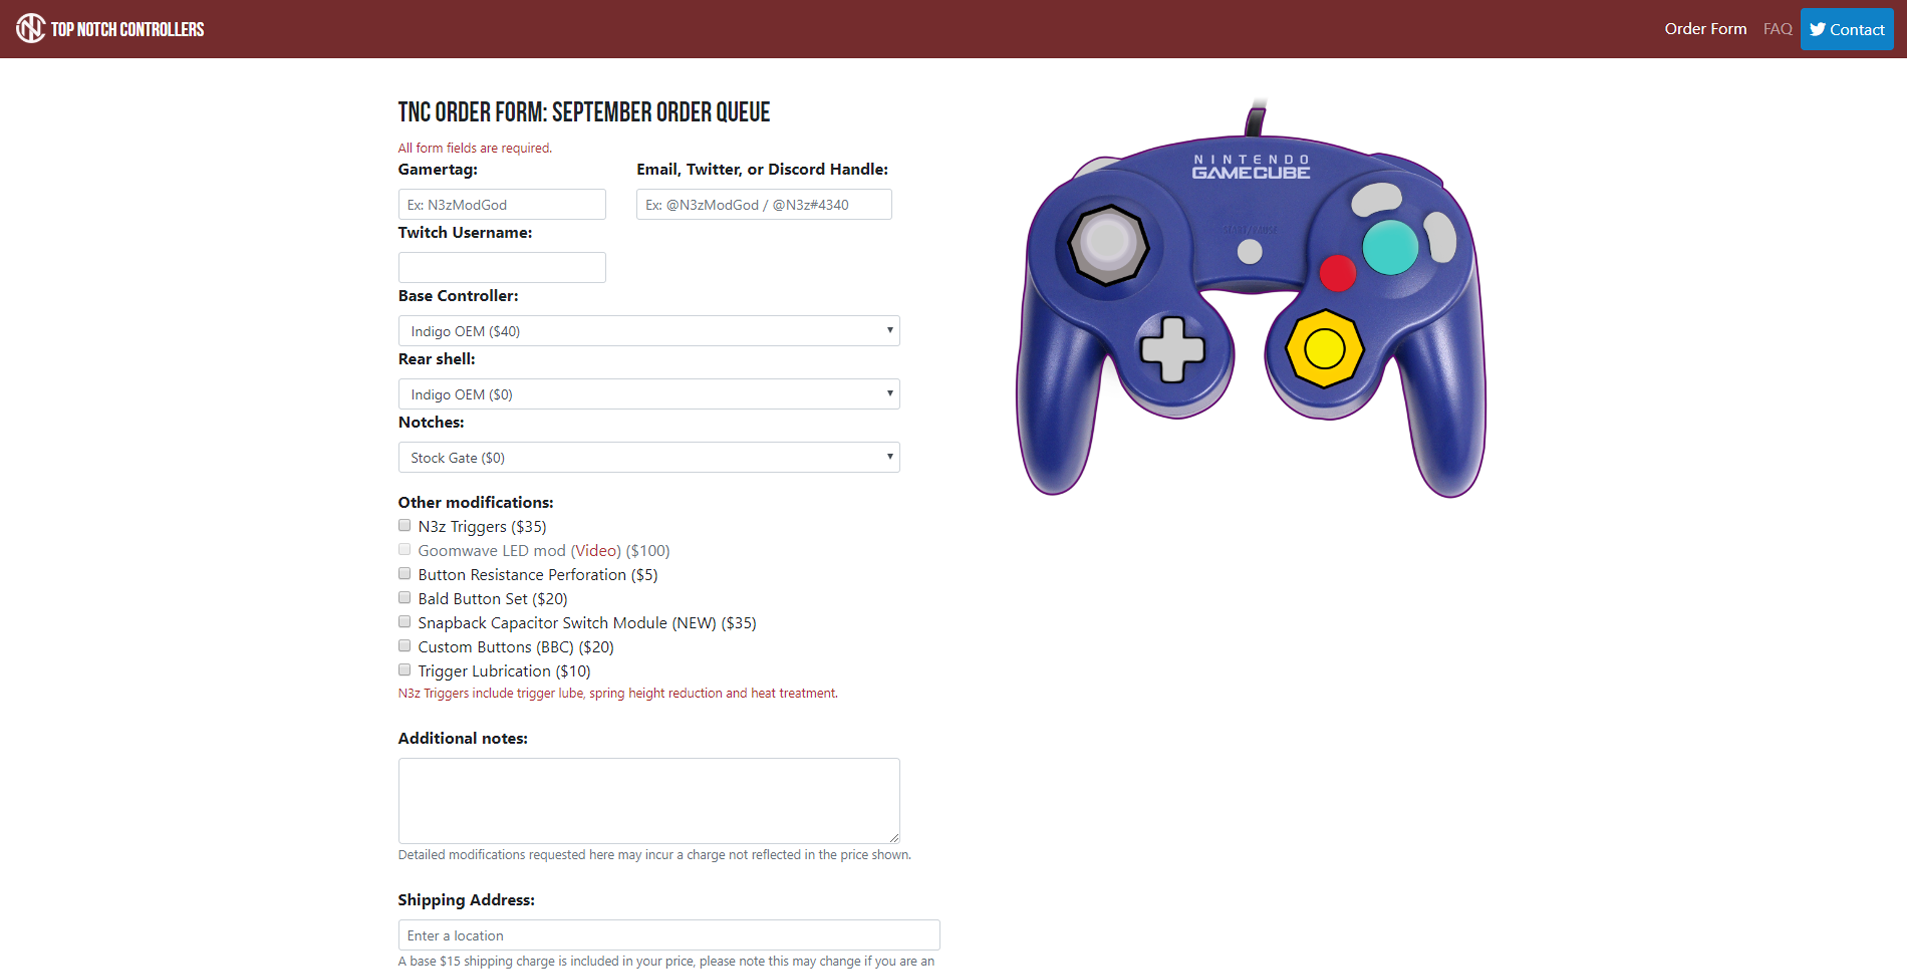 TOP NOTCH CONTROLLERS
Order Form
FAQ
Contact
TNC ORDER FORM: SEPTEMBER ORDER QUEUE
All form fields are required.
Gamertag:
Email, Twitter, or Discord Handle:
Ex: N3zModGod
Ex: @N3zModGod / @N3z#4340
Twitch Username:
Base Controller:
Indigo OEM ($40)
Rear shell:
Indigo OEM ($0)
Notches:
Stock Gate ($0)
Other modifications:
N3z Triggers ($35)
Goomwave LED mod (Video) ($100)
Button Resistance Perforation ($5)
Bald Button Set ($20)
Snapback Capacitor Switch Module (NEW) ($35)
Custom Buttons (BBC) ($20)
Trigger Lubrication ($10)
N3z Triggers include trigger lube, spring height reduction and heat treatment.
Additional notes:
Detailed modifications requested here may incur a charge not reflected in the price shown.
Shipping Address:
Enter a location
A base $15 shipping charge is included in your price, please note this may change if you are an
NINTENDO
GAMECUBE
START/PAUSE